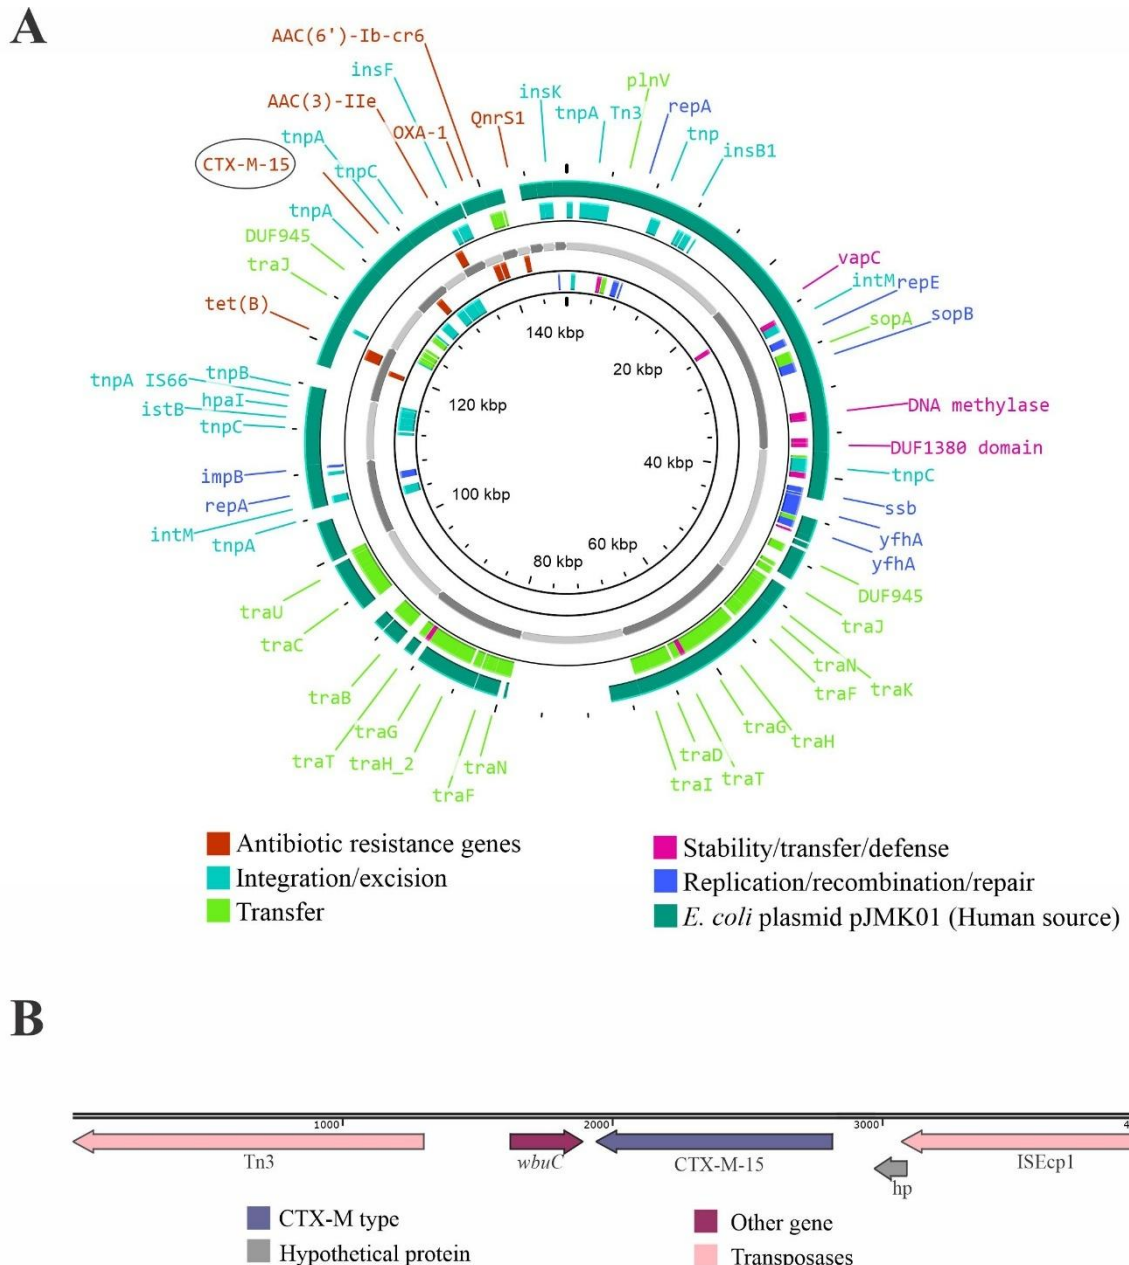 A
AAC(6')-Ib-cr6
insF
AAC(3)-IIe
OXA-1
QnrS1
insK
tnpA Tn3
plnV
repA
tnp
insB1
tnpA
CTX-M-15
tnpC
tnpA
DUF945
traJ
tet(B)
vapC
intM
repE
sopA
sopB
tnpA IS66
tnpB
hpaI
istB
tnpC
impB
repA
intM
tnpA
DNA methylase
DUF1380 domain
tnpC
ssb
yfhA
yfhA
DUF945
traJ
traN
traK
traF
traH
traG
traD
traT
traI
traU
traC
traB
traG
traT
traH_2
traN
traF
140 kbp
20 kbp
120 kbp
40 kbp
100 kbp
60 kbp
80 kbp
Antibiotic resistance genes
Integration/excision
Transfer
Stability/transfer/defense
Replication/recombination/repair
E. coli plasmid pJMK01 (Human source)
B
1000
2000
3000
4
Tn3
wbuC
CTX-M-15
hp
ISEcp1
CTX-M type
Hypothetical protein
Other gene
Transposases